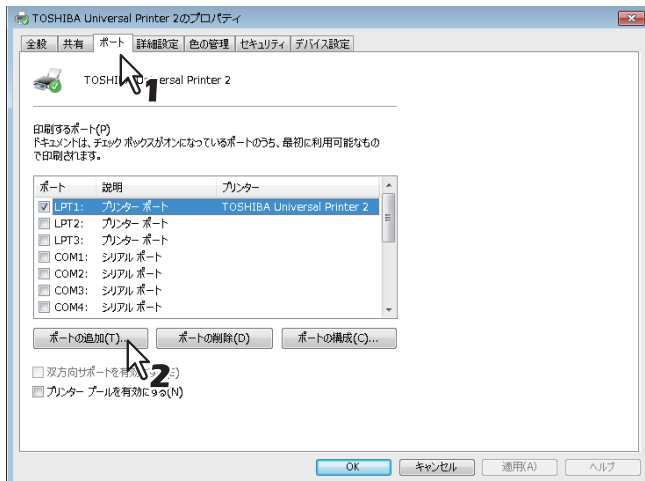 TOSHIBA Universal Printer 2のプロパティ
全般 共有 ポート 詳細設定 色の管理 セキュリティ デバイス設定
ersal Printer 2
1
印刷するポート(P)
ドキュメントは、チェック ボックスがオンになっているポートのうち、最初に利用可能なもの
で印刷されます。
ポート 説明 プリンター
LPT1: プリンター ポート TOSHIBA Universal Printer 2
LPT2: プリンター ポート
LPT3: プリンター ポート
COM1: シリアル ポート
COM2: シリアル ポート
COM3: シリアル ポート
COM4: シリアル ポート
ポートの追加(T)... ポートの削除(D) ポートの構成(C)...
2
双方向サポートを有効
プリンター プールを有効にする(N)
OK キャンセル 適用(A) ヘルプ